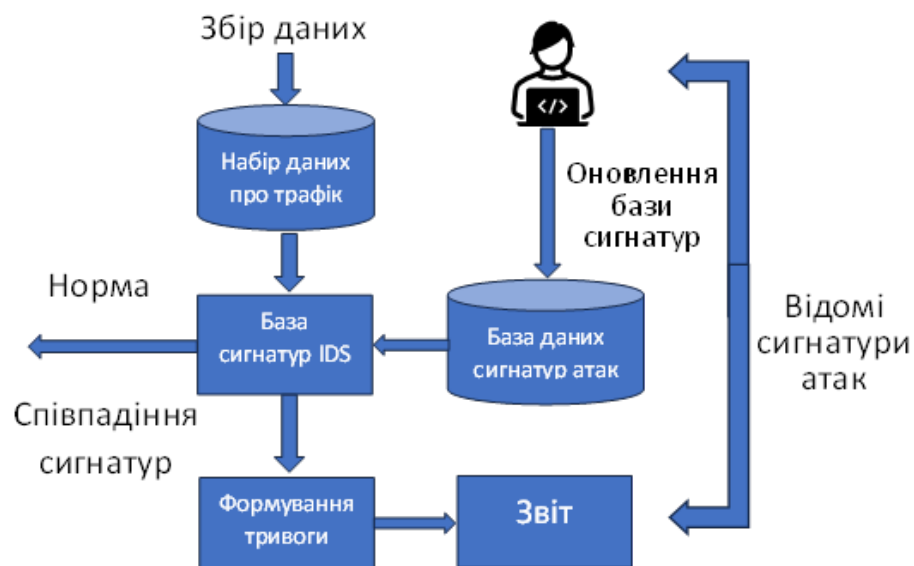 Збір даних
</>
Набір даних
про трафік
Оновлення
бази
сигнатур
Норма
База
сигнатур IDS
База даних
сигнатур атак
Відомі
сигнатури
атак
Співпадіння
сигнатур
Формування
тривоги
Звіт